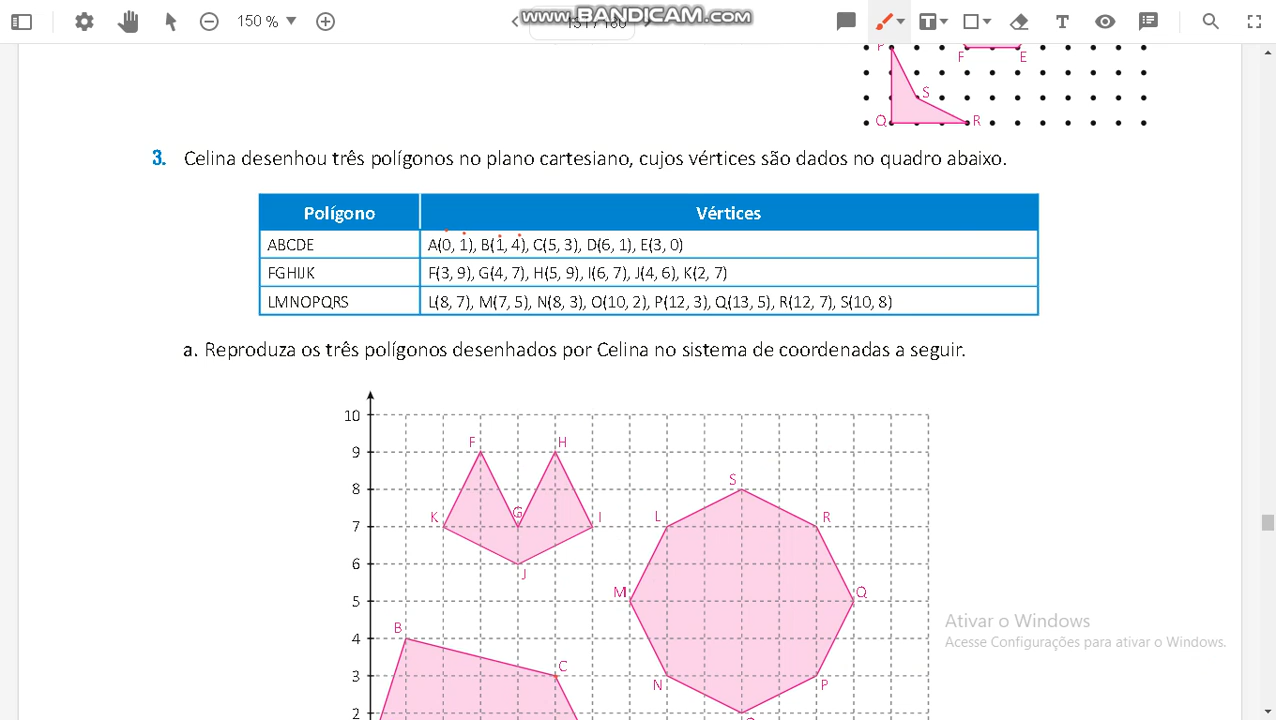 150 %
WWW.BANDICAM.COM
P
F E
S
Q R
3. Celina desenhou três polígonos no plano cartesiano, cujos vértices são dados no quadro abaixo.
Polígono Vértices
ABCDE A(0, 1), B(1, 4), C(5, 3), D(6, 1), E(3, 0)
FGHIJK F(3, 9), G(4, 7), H(5, 9), I(6, 7), J(4, 6), K(2, 7)
LMNOPQRS L(8, 7), M(7, 5), N(8, 3), O(10, 2), P(12, 3), Q(13, 5), R(12, 7), S(10, 8)
a. Reproduza os três polígonos desenhados por Celina no sistema de coordenadas a seguir.
10
F H
9
S
8
K G I L R
7
6
J
M Q
5
Ativar o Windows
B
4
Acesse Configurações para ativar o Windows.
C
3
N P
2